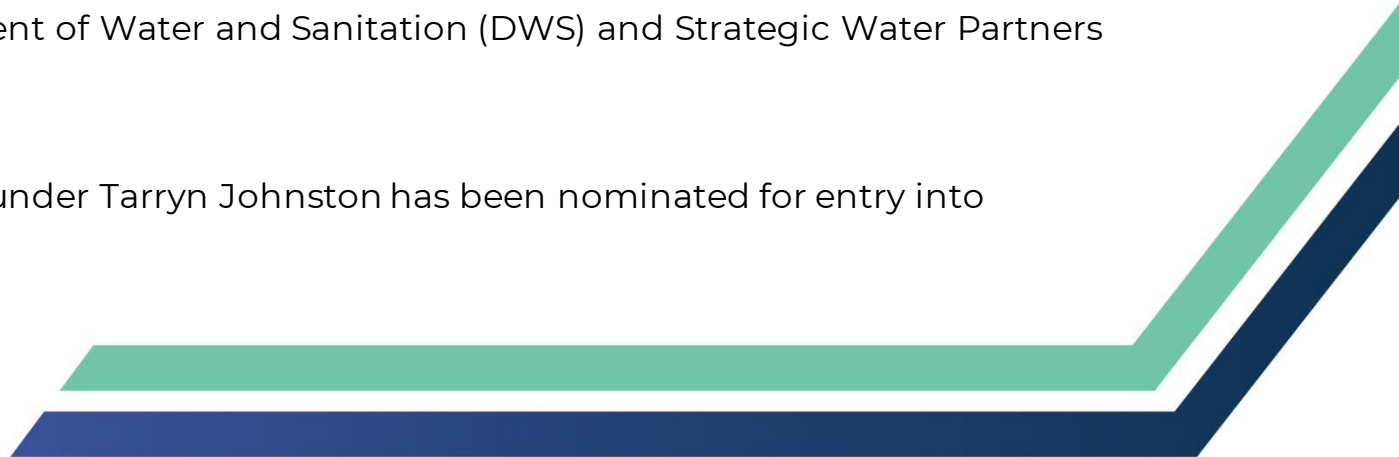 ent of Water and Sanitation (DWS) and Strategic Water Partners
under Tarryn Johnston has been nominated for entry into